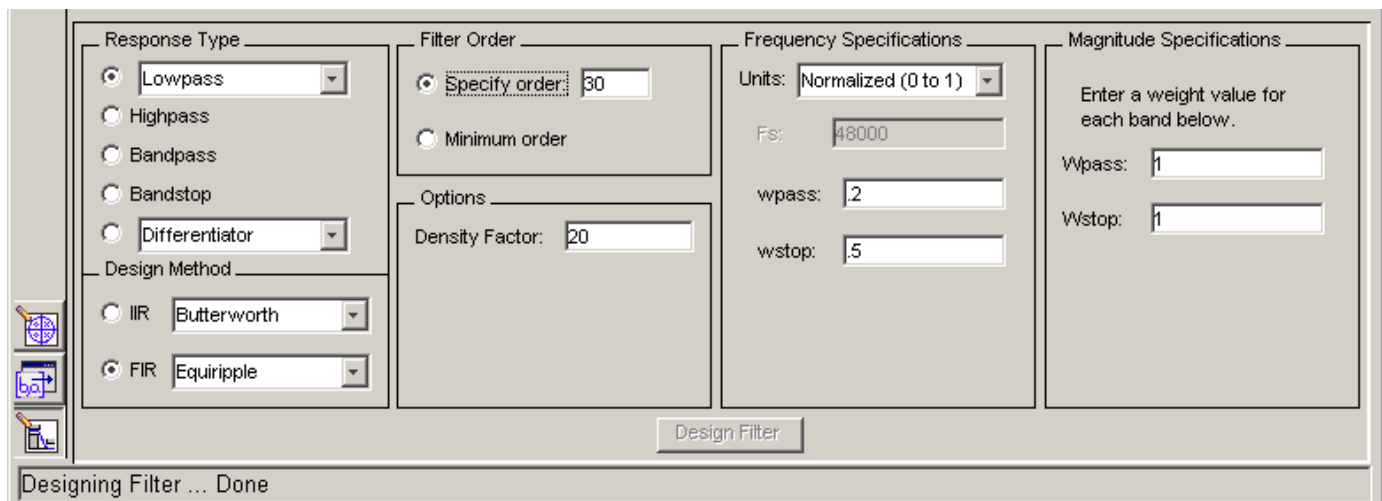 Response Type
Lowpass
Highpass
Bandpass
Bandstop
Differentiator
Design Method
IIR Butterworth
FIR Equiripple
Filter Order
Specify order: 30
Minimum order
Options
Density Factor: 20
Frequency Specifications
Units: Normalized (0 to 1)
Fs: 48000
wpass: .2
wstop: .5
Magnitude Specifications
Enter a weight value for
each band below.
Wpass: 1
Wstop: 1
Design Filter
Designing Filter ... Done